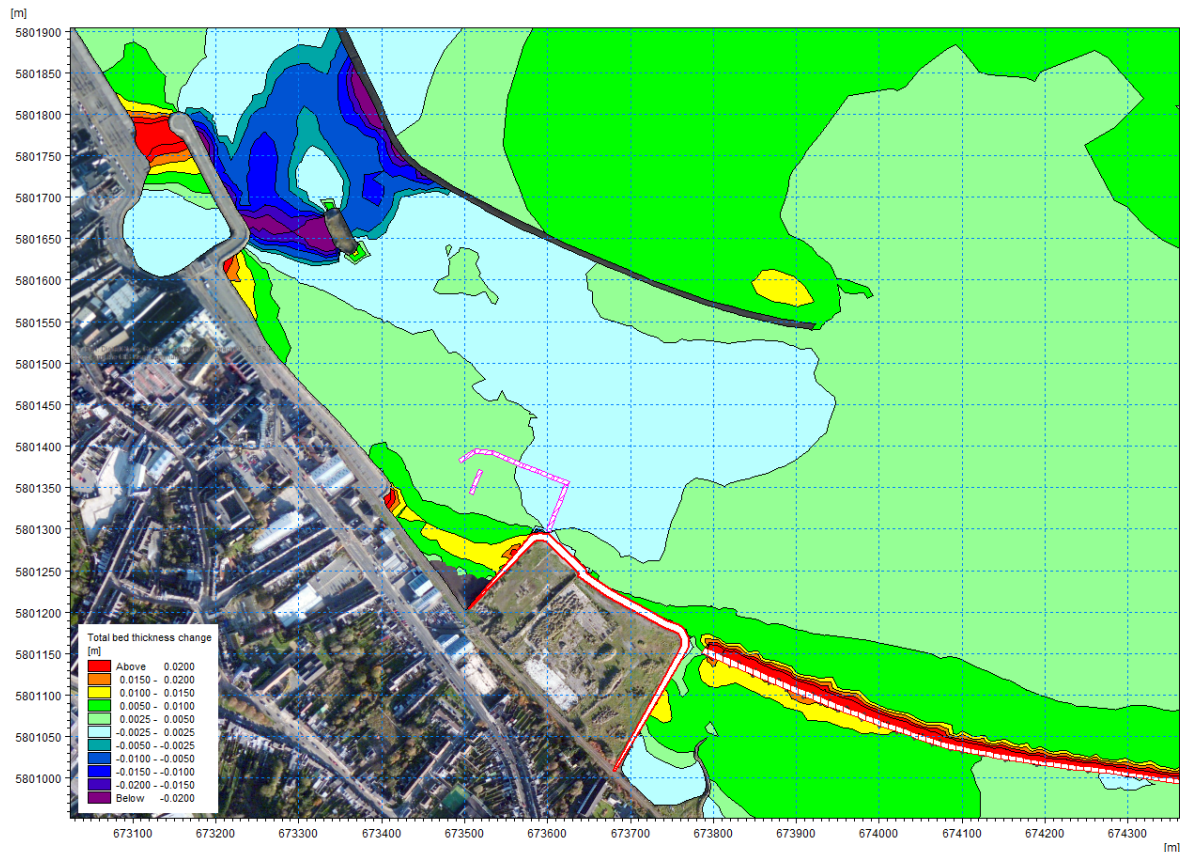 [m]
5801900
5801850
5801800
5801750
5801700
5801650
5801600
5801550
5801500
5801450
5801400
5801350
5801300
5801250
5801200
5801150
5801100
5801050
5801000
Total bed thickness change
[m]
Above 0.0200
0.0150 - 0.0200
0.0100 - 0.0150
0.0050 - 0.0100
0.0025 - 0.0050
-0.0025 - 0.0025
-0.0050 - -0.0025
-0.0100 - -0.0050
-0.0150 - -0.0100
-0.0200 - -0.0150
Below -0.0200
673100 673200 673300 673400 673500 673600 673700 673800 673900 674000 674100 674200 674300
[m]